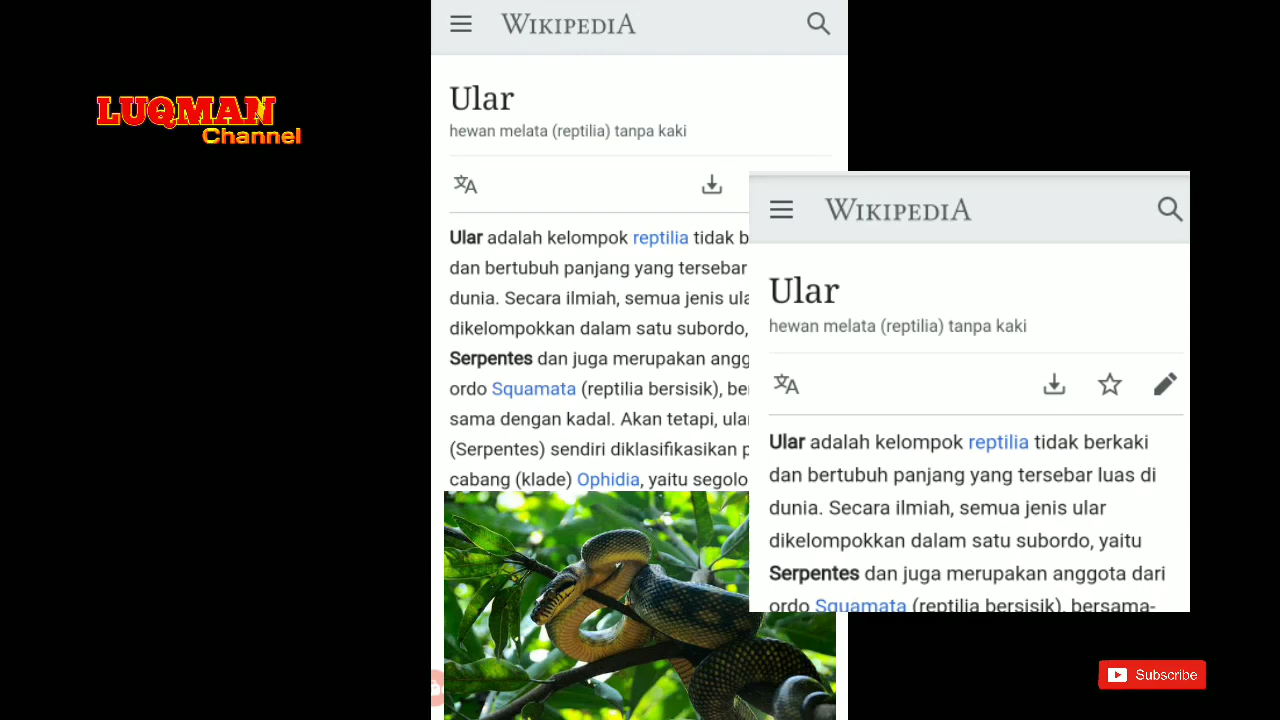 LUQMAN
Channel
WIKIPEDIA
Ular
hewan melata (reptilia) tanpa kaki
Ular adalah kelompok reptilia tidak b
dan bertubuh panjang yang tersebar
dunia. Secara ilmiah, semua jenis ula
dikelompokkan dalam satu subordo,
Serpentes dan juga merupakan angg
ordo Squamata (reptilia bersisik), be
sama dengan kadal. Akan tetapi, ula
(Serpentes) sendiri diklasifikasikan p
cabang (klade) Ophidia, yaitu segolo
WIKIPEDIA
Ular
hewan melata (reptilia) tanpa kaki
Ular adalah kelompok reptilia tidak berkaki
dan bertubuh panjang yang tersebar luas di
dunia. Secara ilmiah, semua jenis ular
dikelompokkan dalam satu subordo, yaitu
Serpentes dan juga merupakan anggota dari
ordo Squamata (reptilia bersisik), bersama-
Subscribe